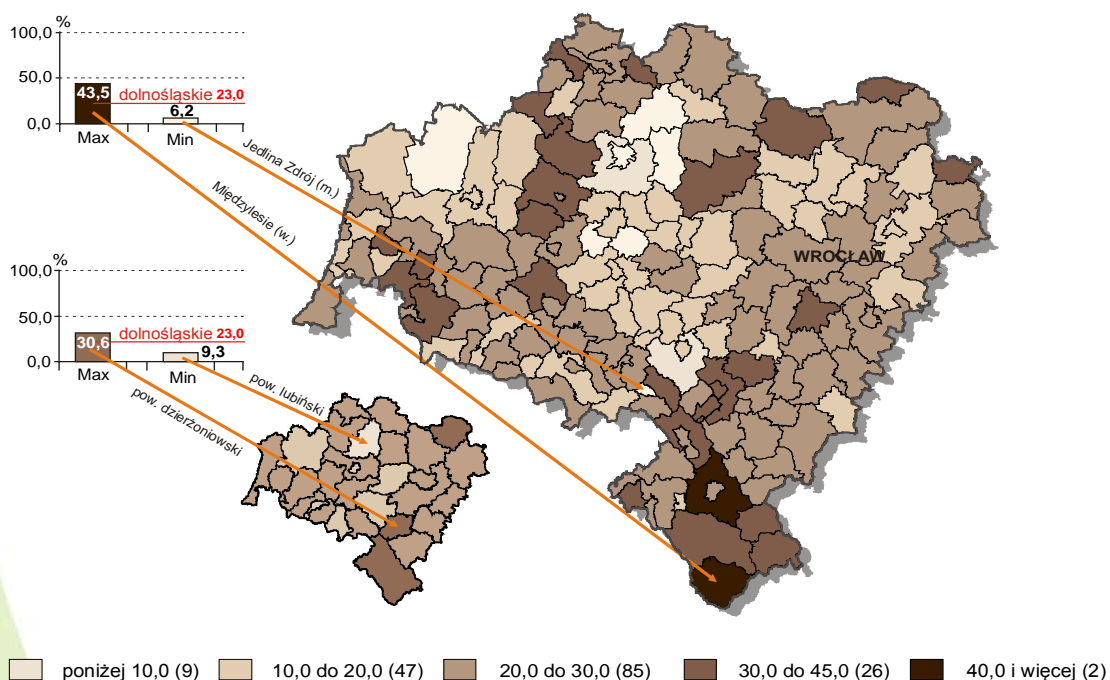 %
100,0
50,0
0,0
43,5
dolnośląskie 23,0
6,2
Max
Min
Jedlina Zdrój (m.)
Międzylesie (w.)
WROCŁAW
%
100,0
50,0
0,0
30,6
dolnośląskie 23,0
9,3
Max
Min
pow. lubiński
pow. dzierżoniowski
poniżej 10,0 (9)
10,0 do 20,0 (47)
20,0 do 30,0 (85)
30,0 do 45,0 (26)
40,0 i więcej (2)